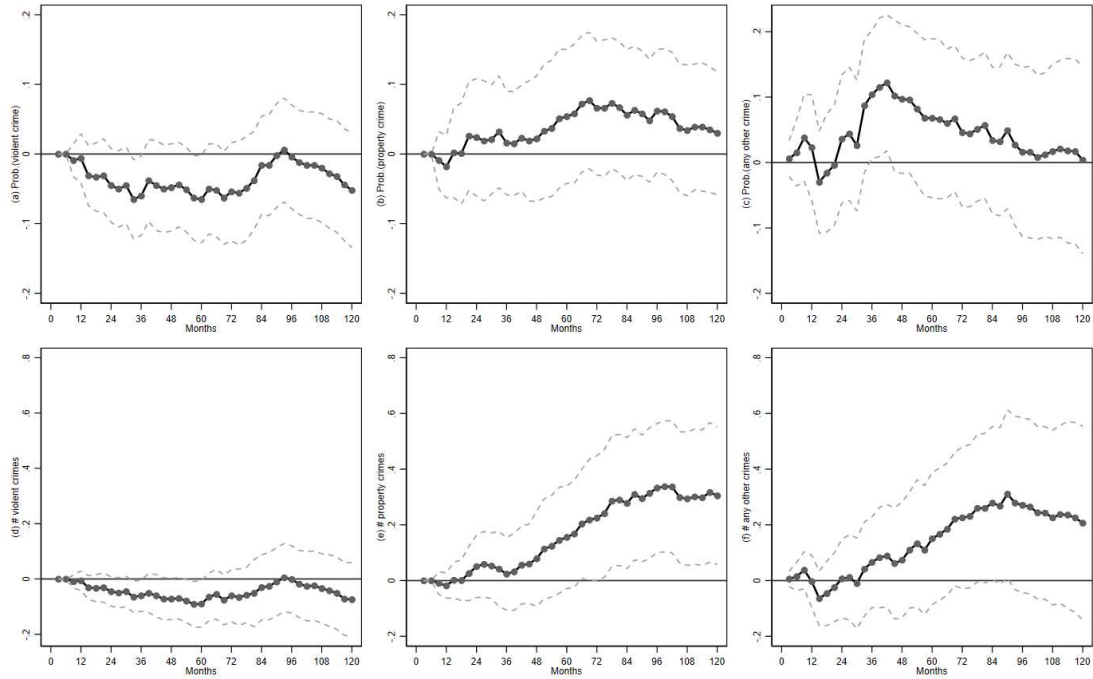 (a) Prob.(violent crime)
.2
.1
0
-.1
-.2
0 12 24 36 48 60 72 84 96 108 120
Months
(b) Prob.(property crime)
.2
.1
0
-.1
-.2
0 12 24 36 48 60 72 84 96 108 120
Months
(c) Prob.(any other crime)
.2
.1
0
-.1
-.2
0 12 24 36 48 60 72 84 96 108 120
Months
(d) # violent crimes
.8
.6
.4
.2
0
-.2
0 12 24 36 48 60 72 84 96 108 120
Months
(e) # property crimes
.8
.6
.4
.2
0
-.2
0 12 24 36 48 60 72 84 96 108 120
Months
(f) # any other crimes
.8
.6
.4
.2
0
-.2
0 12 24 36 48 60 72 84 96 108 120
Months